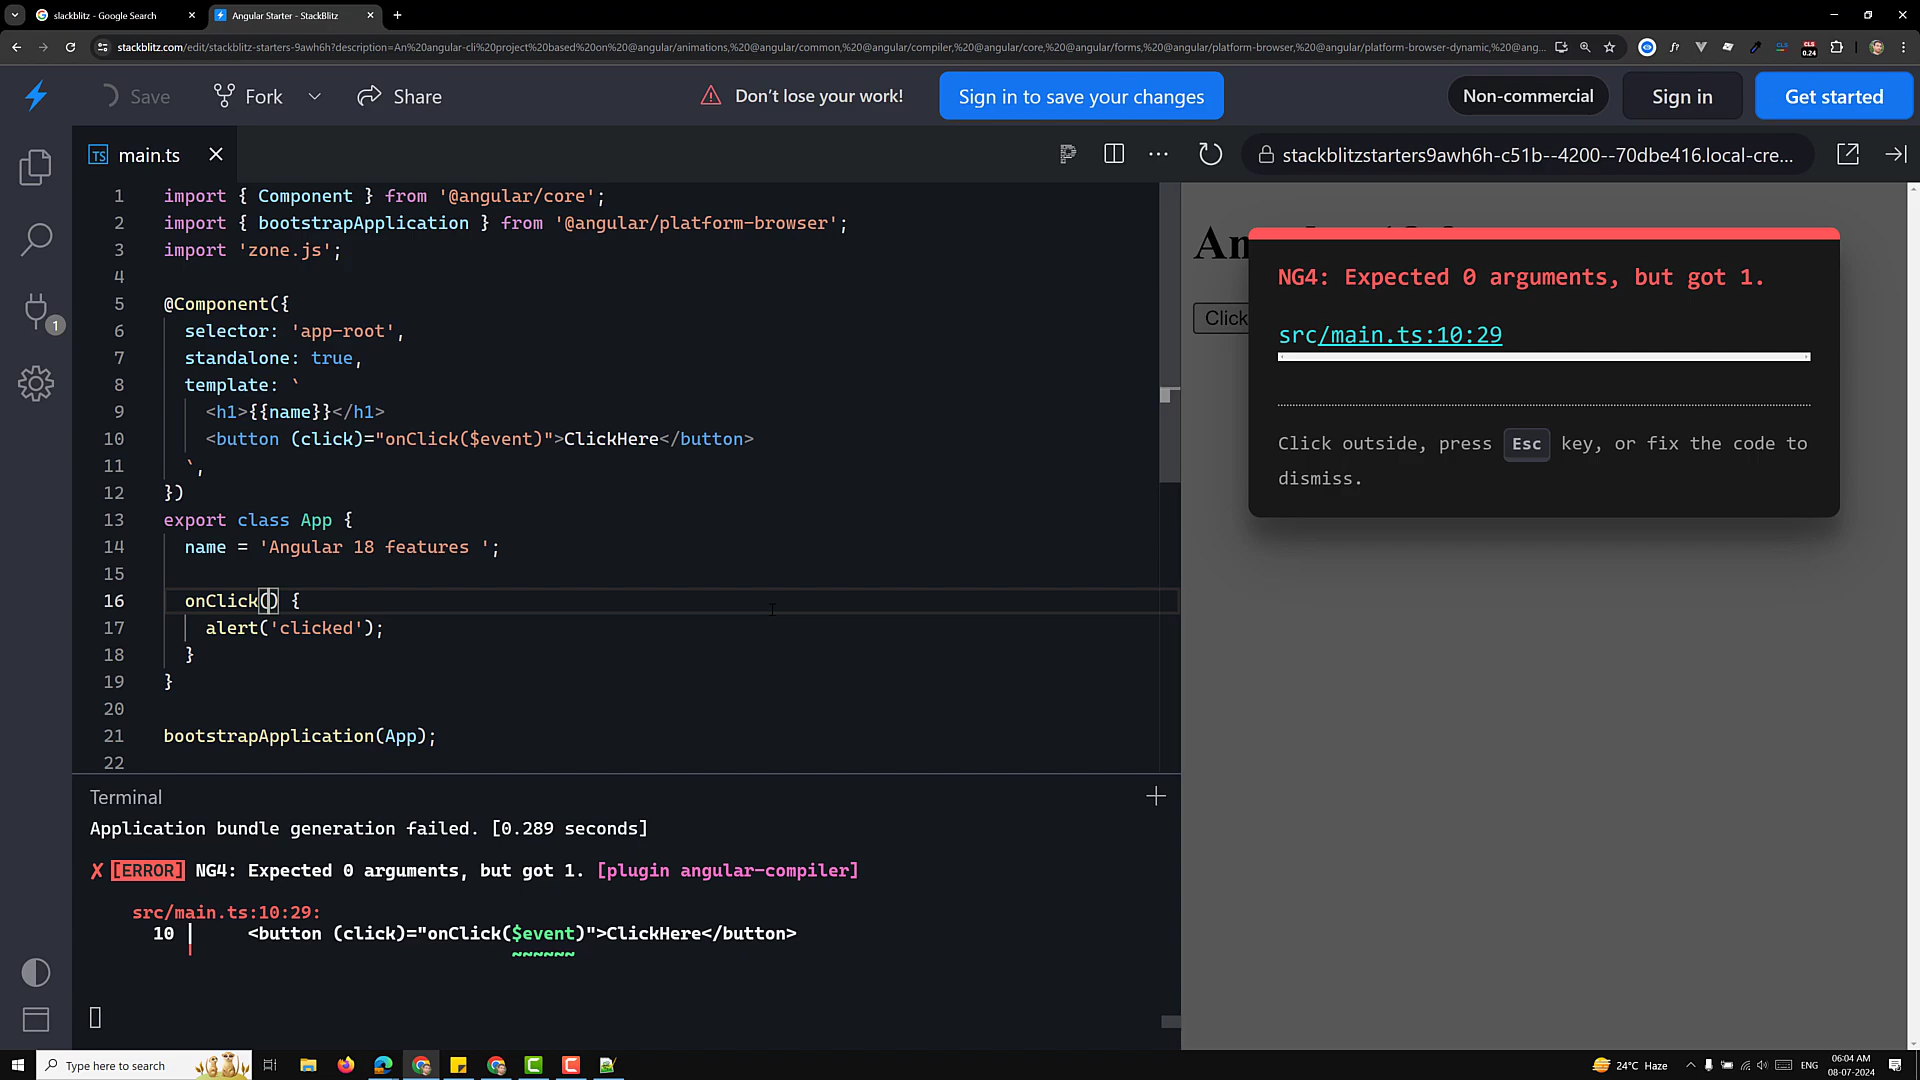 slackblitz - Google Search
Angular Starter - StackBlitz
stackblitz.com/edit/stackblitz-starters-9awh6h?description=An%20angular-cli%20project%20based%20on%20@angular/animations,%20@angular/common,%20@angular/compiler,%20@angular/core,%20@angular/forms,%20@angular/platform-browser,%20@angular/platform-browser-dynamic,%20@ang...
CLS
0.24
Save
Fork
Share
Don't lose your work!
Sign in to save your changes
Non-commercial
Sign in
Get started
TS main.ts
stackblitzstarters9awh6h-c51b--4200--70dbe416.local-cre...
1
1 import { Component } from '@angular/core';
2 import { bootstrapApplication } from '@angular/platform-browser';
3 import 'zone.js';
4
5 @Component({
6 selector: 'app-root',
7 standalone: true,
8 template: `
9 <h1>{{name}}</h1>
10 <button (click)="onClick($event)">ClickHere</button>
11 `,
12 })
13 export class App {
14 name = 'Angular 18 features ';
15
16 onClick() {
17 alert('clicked');
18 }
19 }
20
21 bootstrapApplication(App);
22
Click
NG4: Expected 0 arguments, but got 1.
src/main.ts:10:29
Click outside, press Esc key, or fix the code to
dismiss.
Terminal
Application bundle generation failed. [0.289 seconds]
✗ [ERROR] NG4: Expected 0 arguments, but got 1. [plugin angular-compiler]
src/main.ts:10:29:
10 │ <button (click)="onClick($event)">ClickHere</button>
~~~~~~
Type here to search
24°C Haze
ENG
06:04 AM
08-07-2024